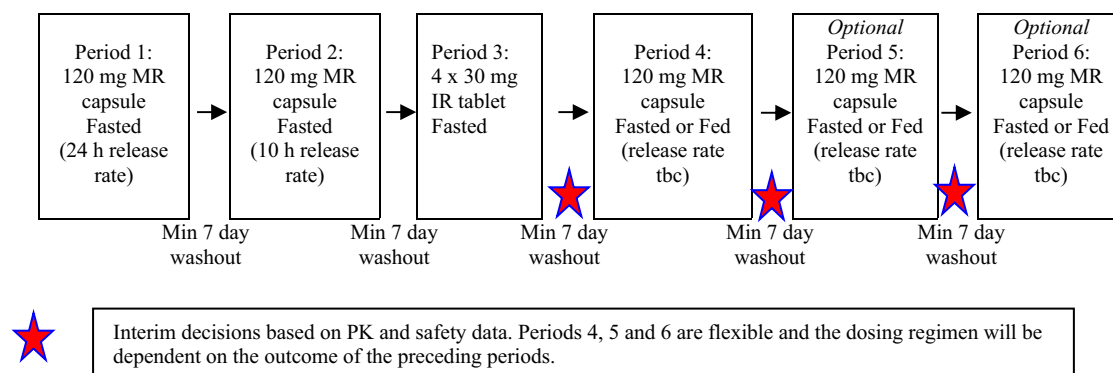 Period 1:
120 mg MR
capsule
Fasted
(24 h release
rate)
Period 2:
120 mg MR
capsule
Fasted
(10 h release
rate)
Period 3:
4 x 30 mg
IR tablet
Fasted
Period 4:
120 mg MR
capsule
Fasted or Fed
(release rate
tbc)
Optional
Period 5:
120 mg MR
capsule
Fasted or Fed
(release rate
tbc)
Optional
Period 6:
120 mg MR
capsule
Fasted or Fed
(release rate
tbc)
Min 7 day
washout
Min 7 day
washout
Min 7 day
washout
Min 7 day
washout
Min 7 day
washout
Interim decisions based on PK and safety data. Periods 4, 5 and 6 are flexible and the dosing regimen will be
dependent on the outcome of the preceding periods.